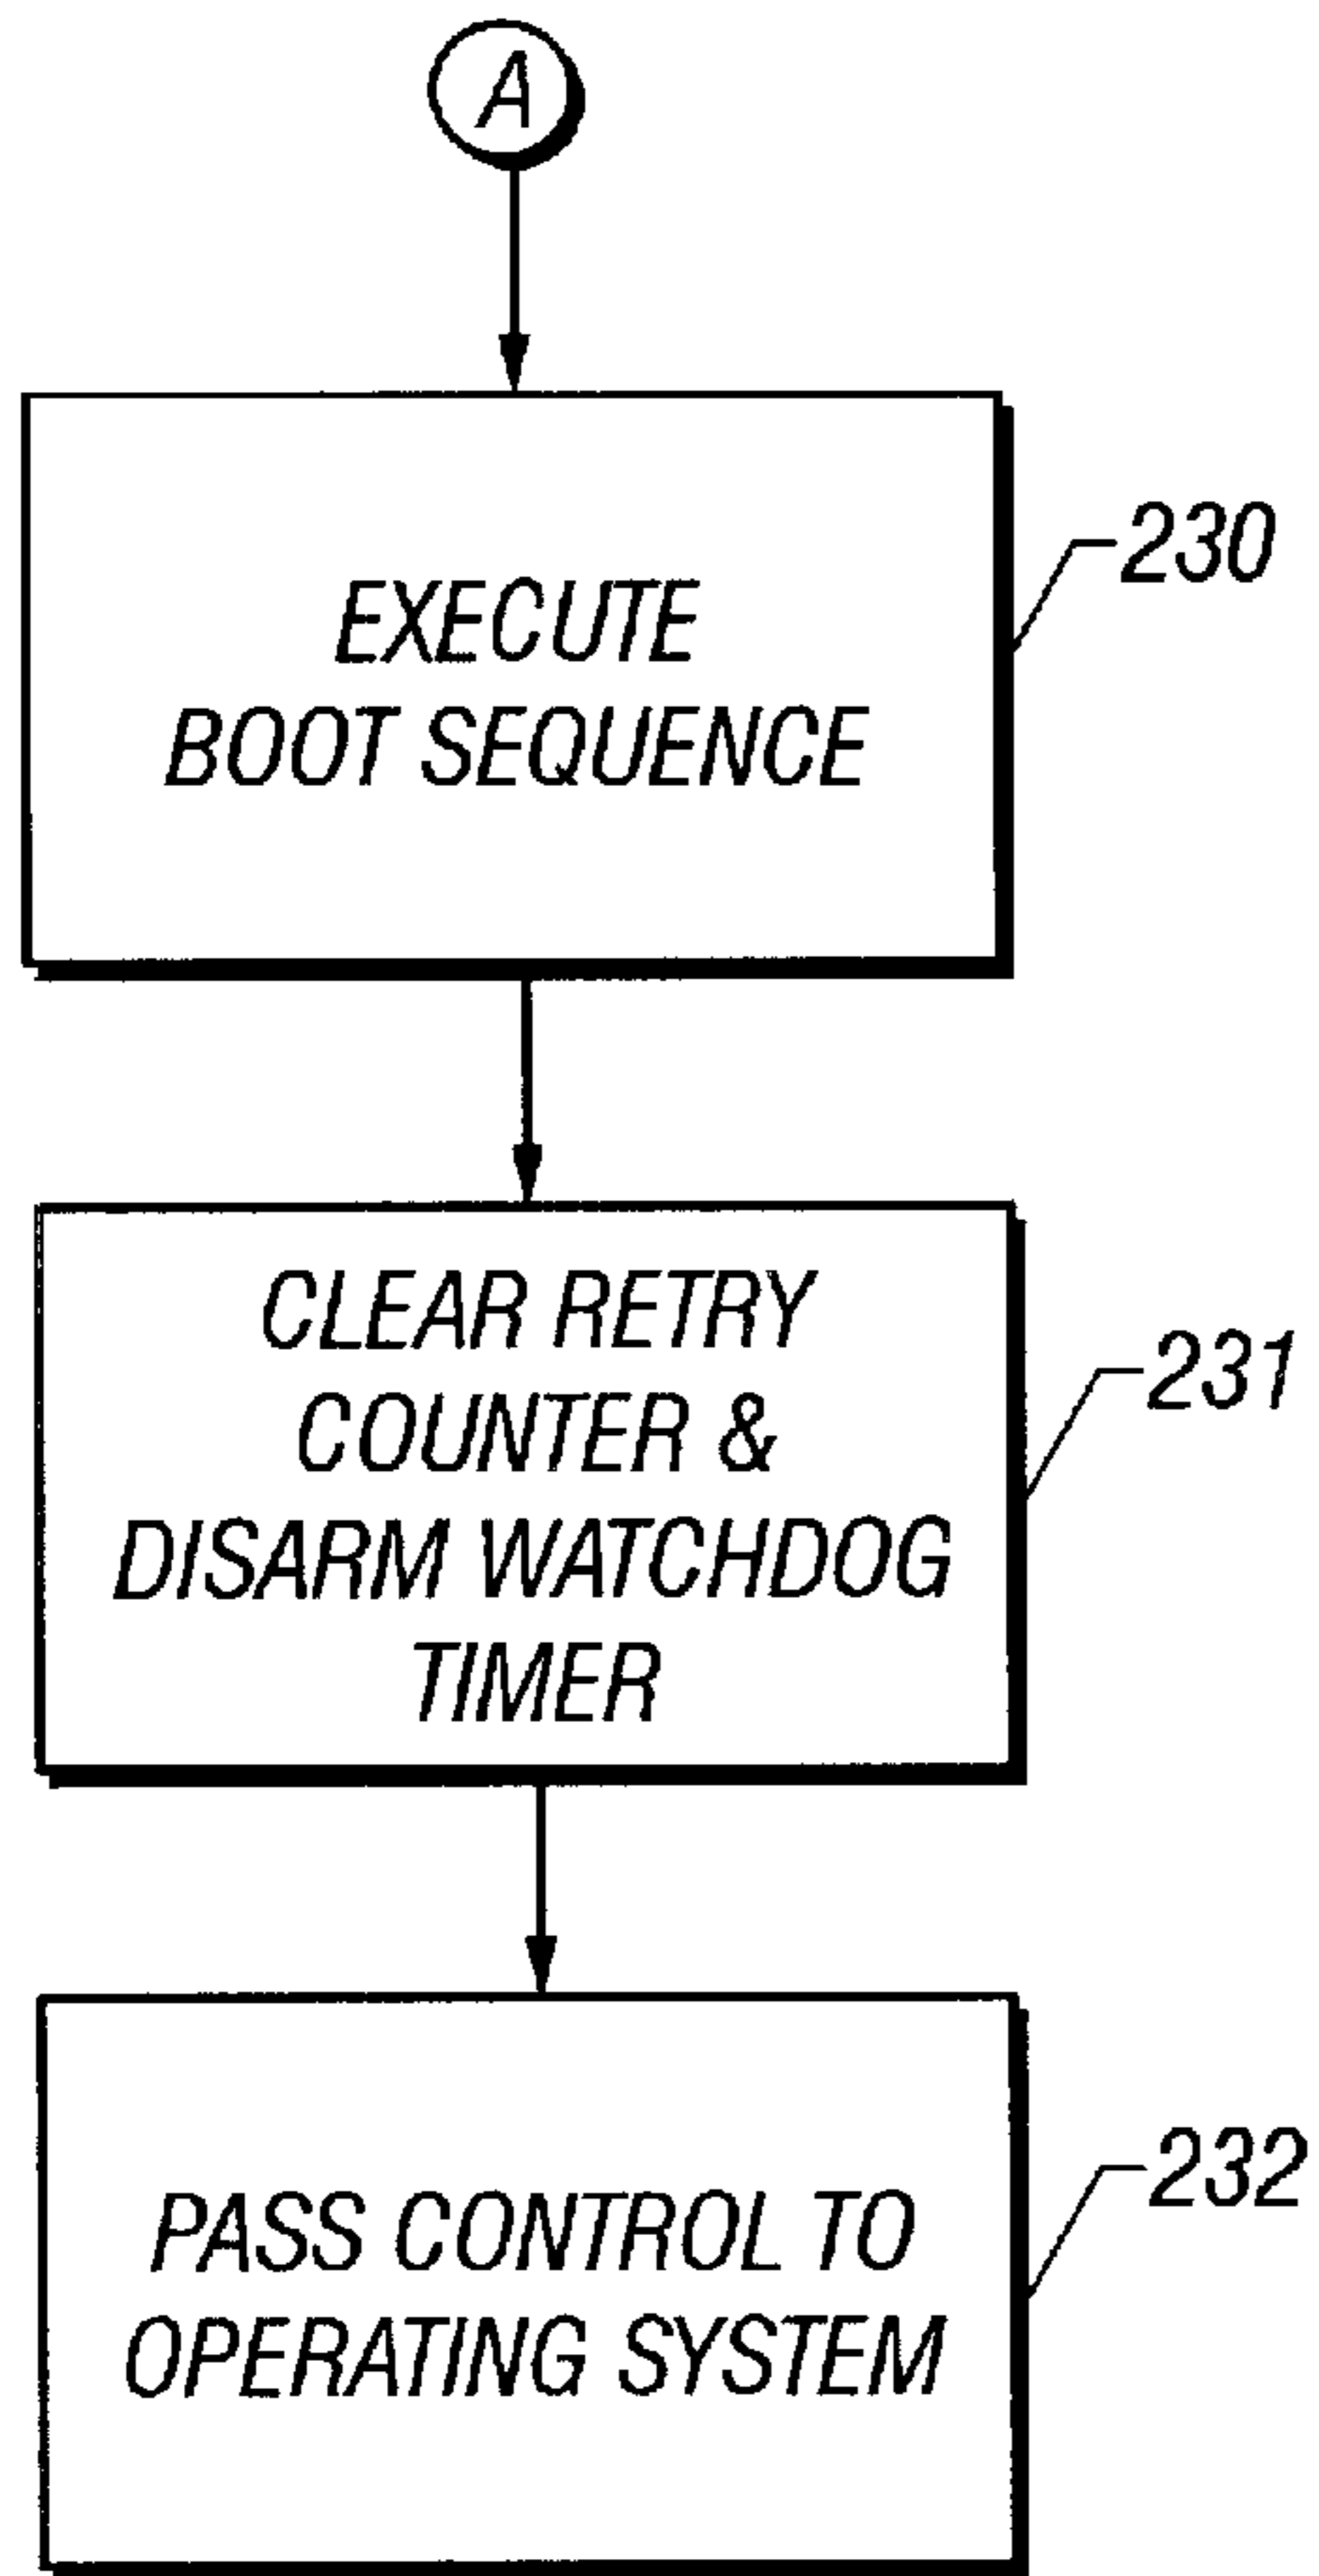 A
EXECUTE
BOOT SEQUENCE
230
CLEAR RETRY
COUNTER &
DISARM WATCHDOG
TIMER
231
PASS CONTROL TO
OPERATING SYSTEM
232